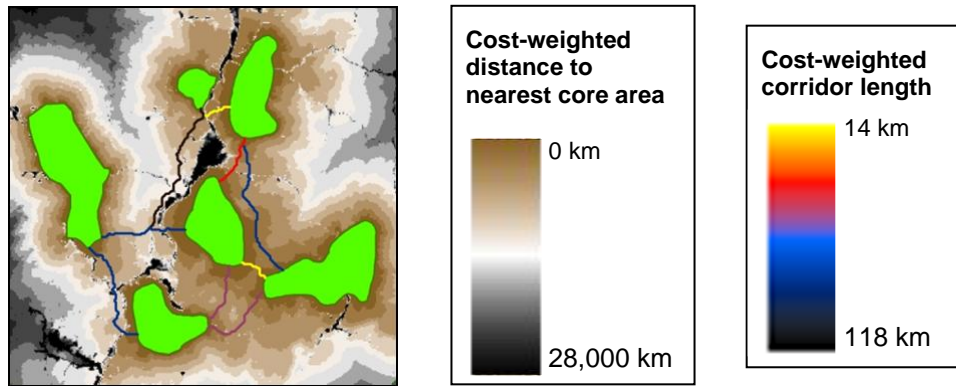 Cost-weighted
distance to
nearest core area
0 km
28,000 km
Cost-weighted
corridor length
14 km
118 km